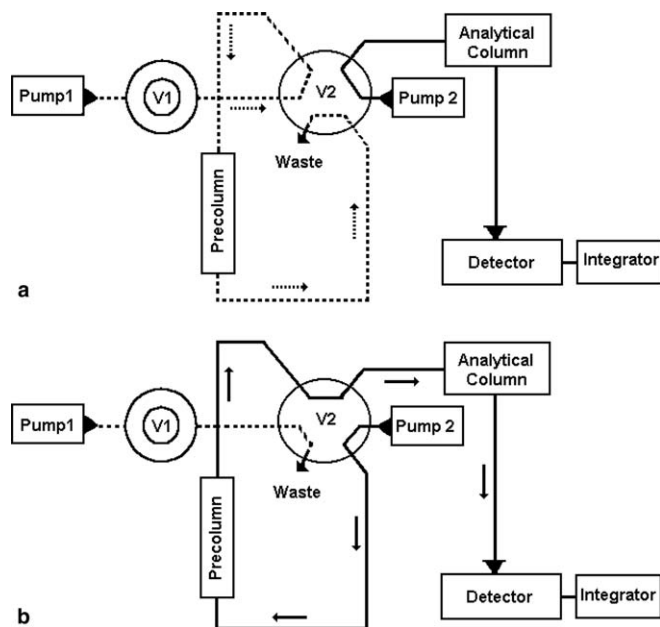 Pump1
V1
V2
Pump 2
Analytical
Column
Waste
Precolumn
Detector
Integrator
a
Pump1
V1
V2
Pump 2
Analytical
Column
Waste
Precolumn
Detector
Integrator
b